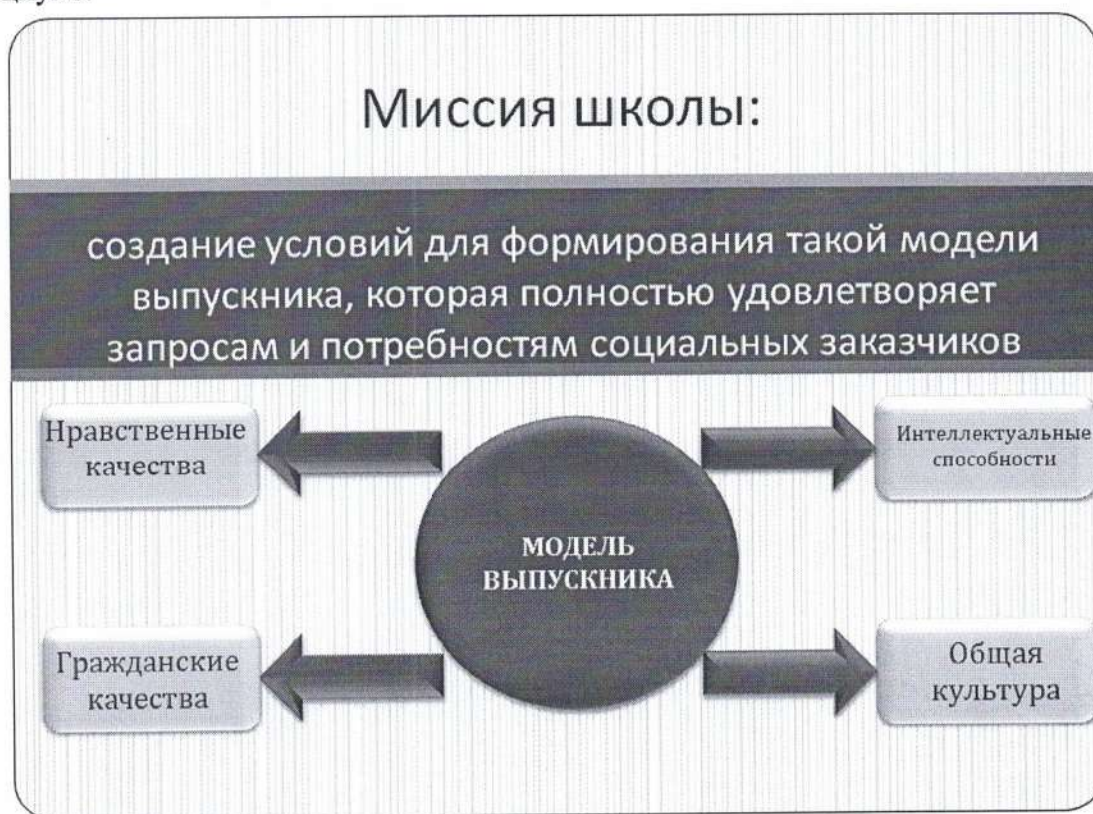 Миссия школы:
создание условий для формирования такой модели
выпускника, которая полностью удовлетворяет
запросам и потребностям социальных заказчиков
Нравственные
качества
Интеллектуальные
способности
МОДЕЛЬ
ВЫПУСКНИКА
Гражданские
качества
Общая
культура